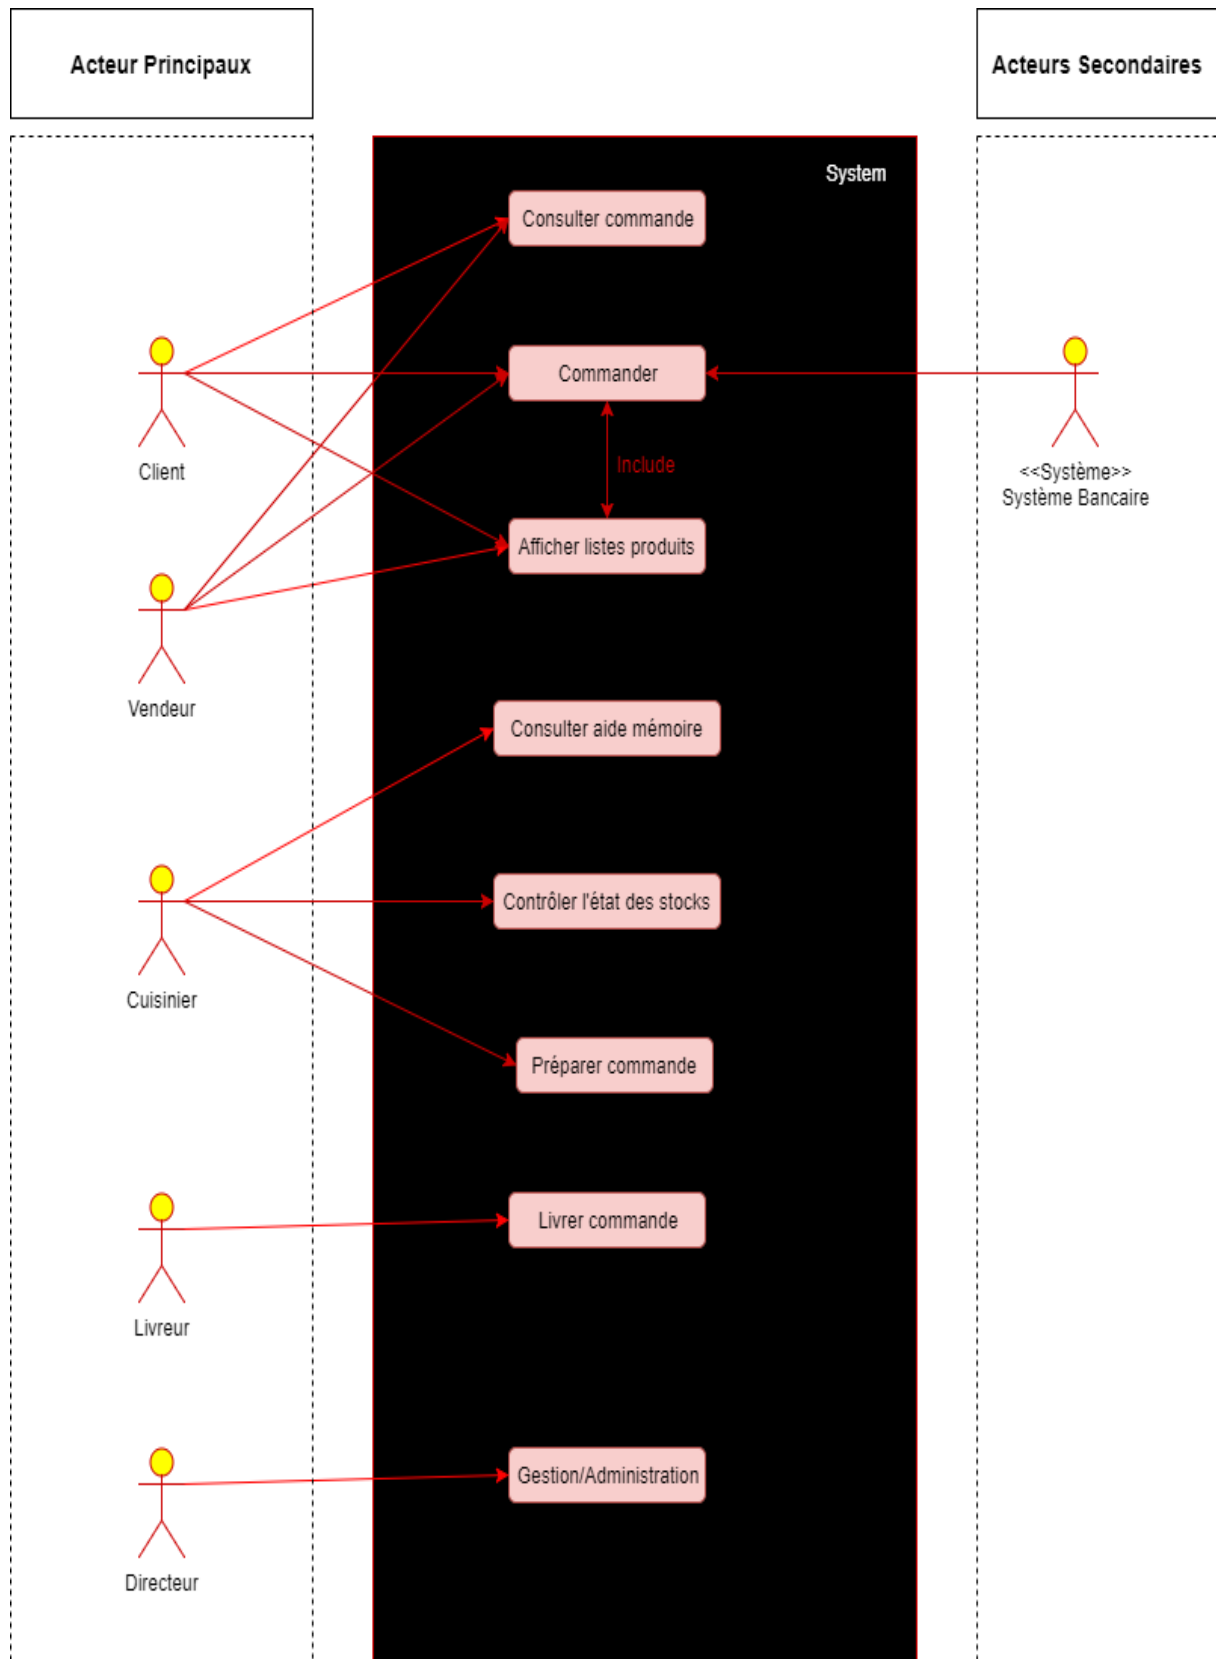 Acteur Principaux
Acteurs Secondaires
System
Consulter commande
Commander
Include
Afficher listes produits
Client
<<Système>>
Système Bancaire
Vendeur
Consulter aide mémoire
Contrôler l'état des stocks
Cuisinier
Préparer commande
Livrer commande
Livreur
Gestion/Administration
Directeur